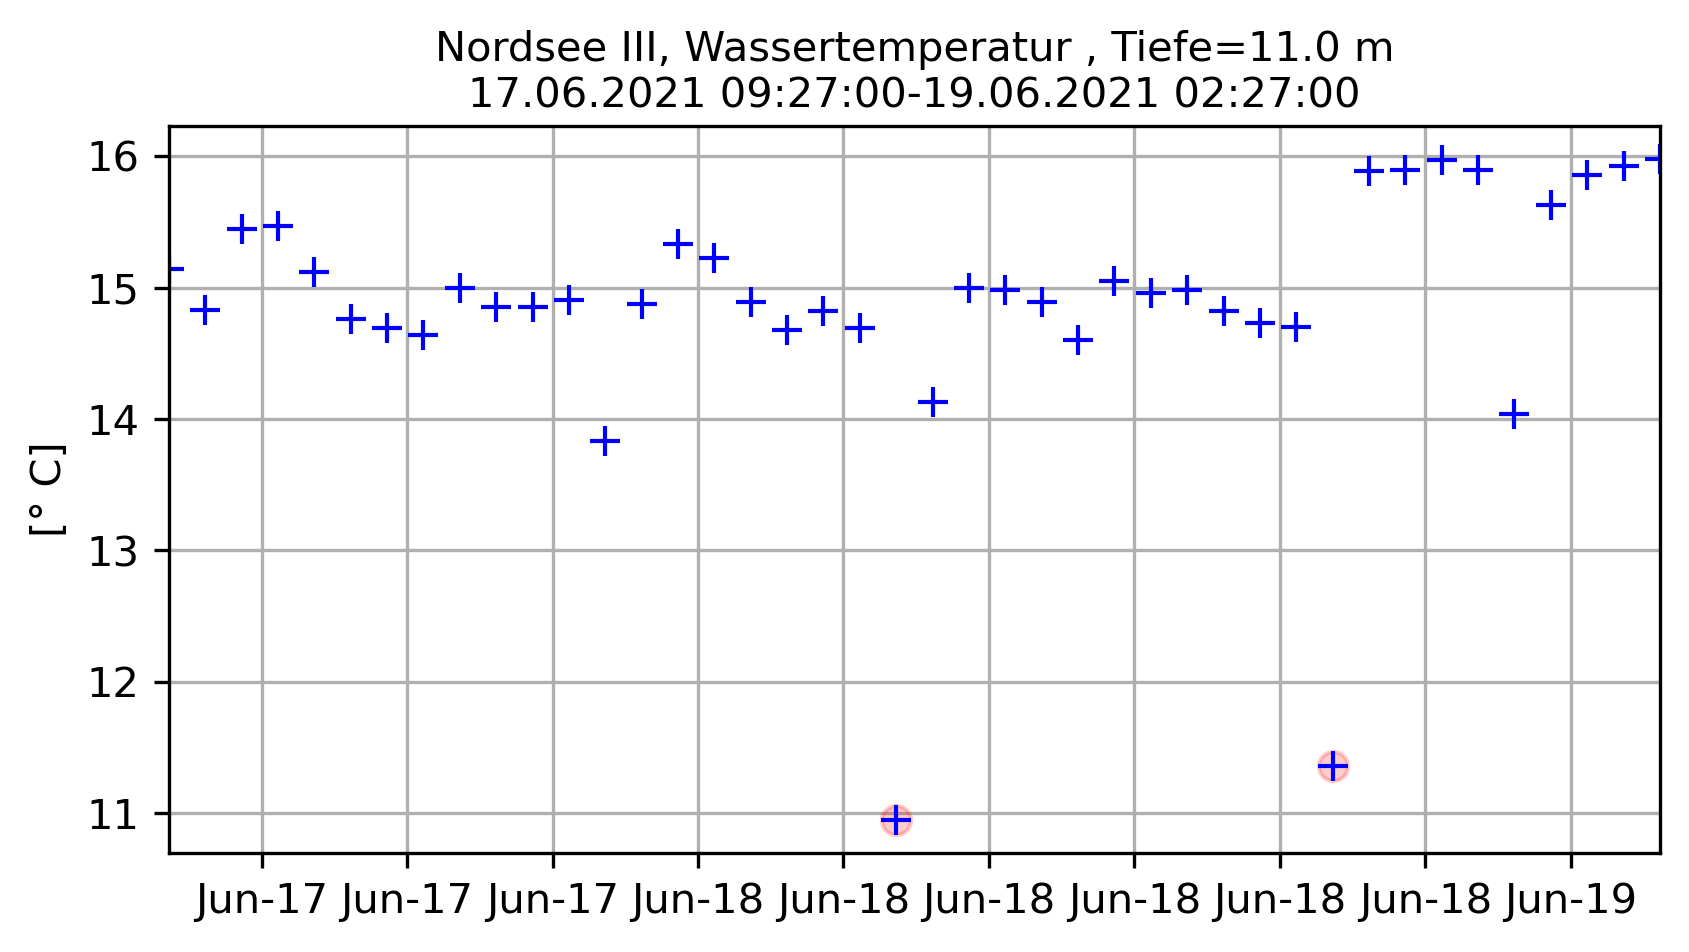 Nordsee III, Wassertemperatur , Tiefe=11.0 m
17.06.2021 09:27:00-19.06.2021 02:27:00
16
15
14
13
12
11
[° C]
Jun-17 Jun-17 Jun-17 Jun-18 Jun-18 Jun-18 Jun-18 Jun-18 Jun-18 Jun-19